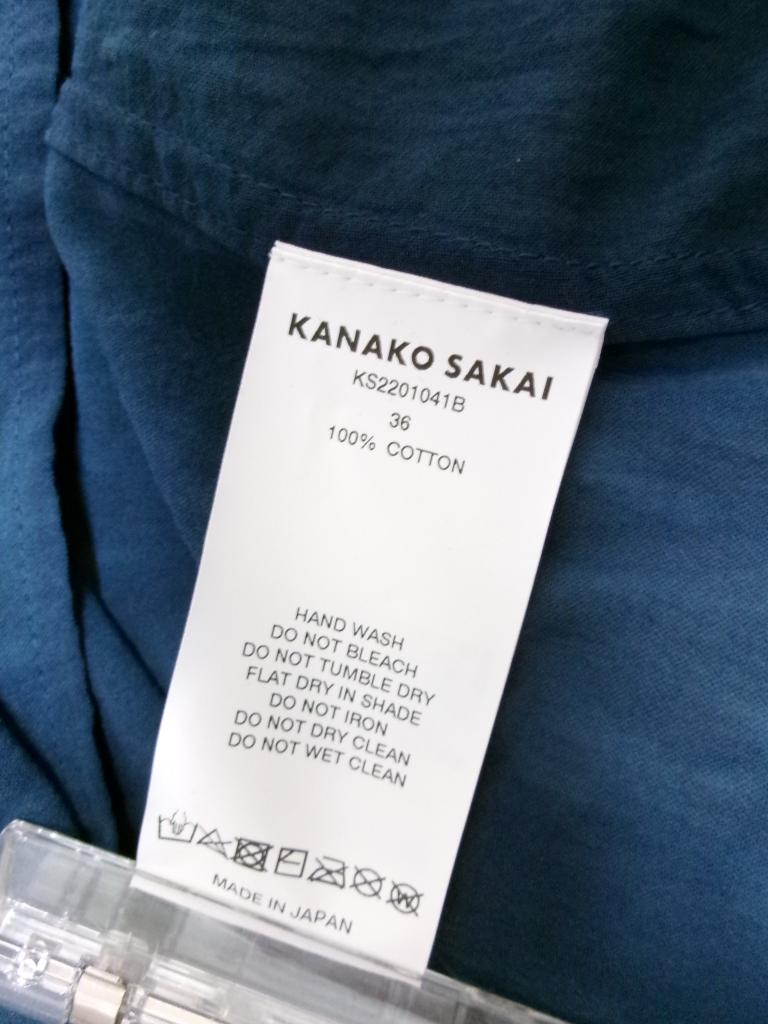 KANAKO SAKAI
KS2201041B
36
100% COTTON
HAND WASH
DO NOT BLEACH
DO NOT TUMBLE DRY
FLAT DRY IN SHADE
DO NOT IRON
DO NOT DRY CLEAN
DO NOT WET CLEAN
W
MADE IN JAPAN